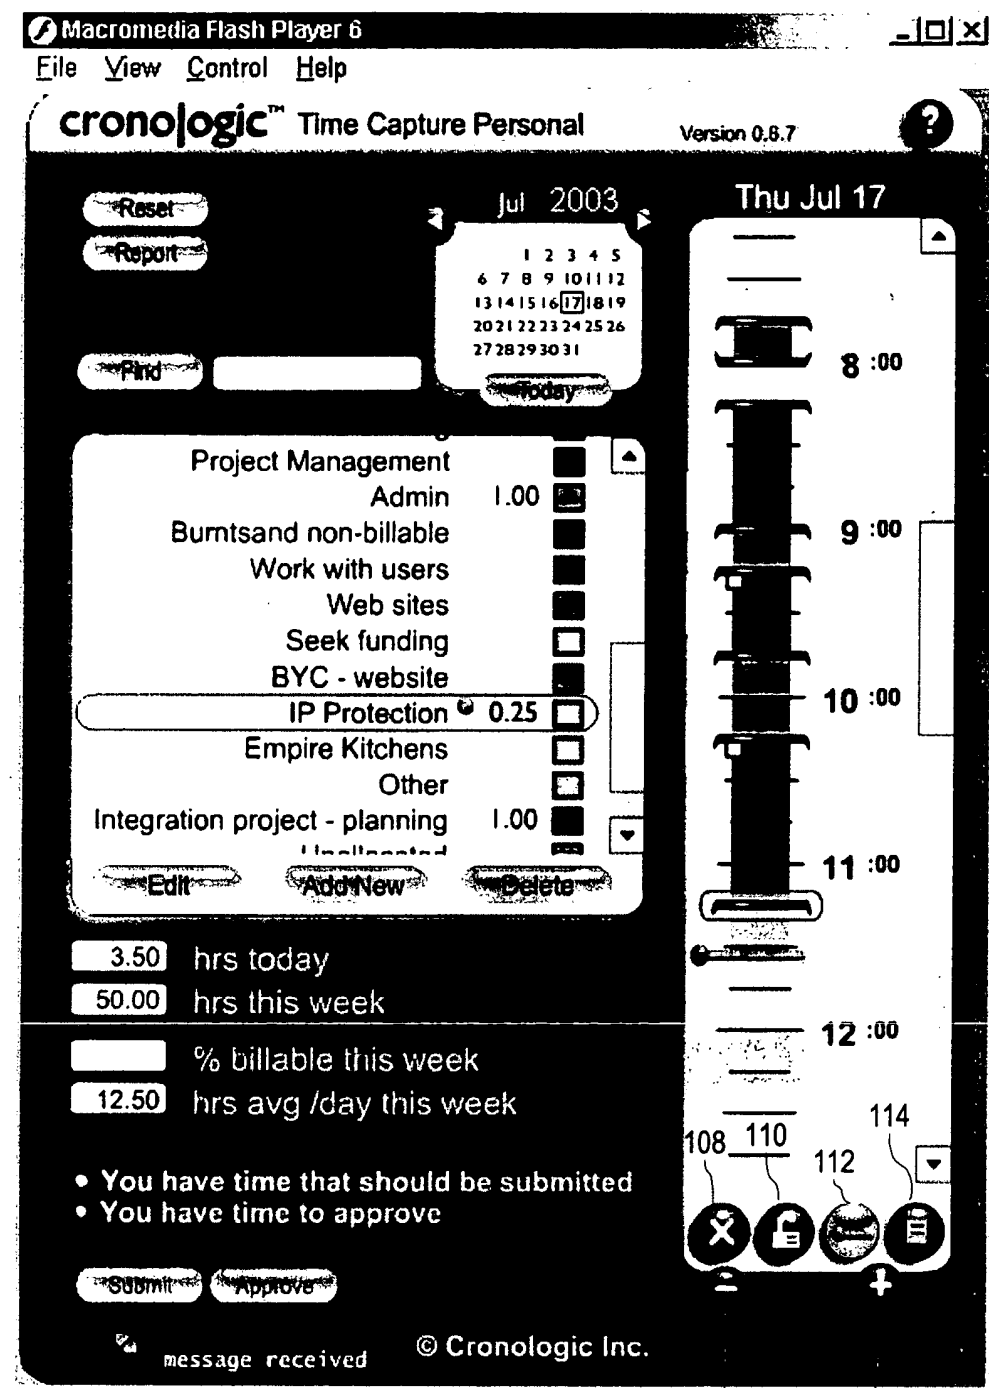 Macromedia Flash Player 6
File View Control Help
cronologic™ Time Capture Personal Version 0.6.7 ?
Reset
Report
Jul 2003
1 2 3 4 5
6 7 8 9 10 11 12
13 14 15 16 17 18 19
20 21 22 23 24 25 26
27 28 29 30 31
Today
Find
Thu Jul 17
8 :00
9 :00
10 :00
11 :00
12 :00
Project Management
Admin 1.00
Burntsand non-billable
Work with users
Web sites
Seek funding
BYC - website
IP Protection 0.25
Empire Kitchens
Other
Integration project - planning 1.00
Unallocated
Edit Add New Delete
3.50 hrs today
50.00 hrs this week
% billable this week
12.50 hrs avg /day this week
• You have time that should be submitted
• You have time to approve
108 110 112 114
Submit Approve
message received © Cronologic Inc.